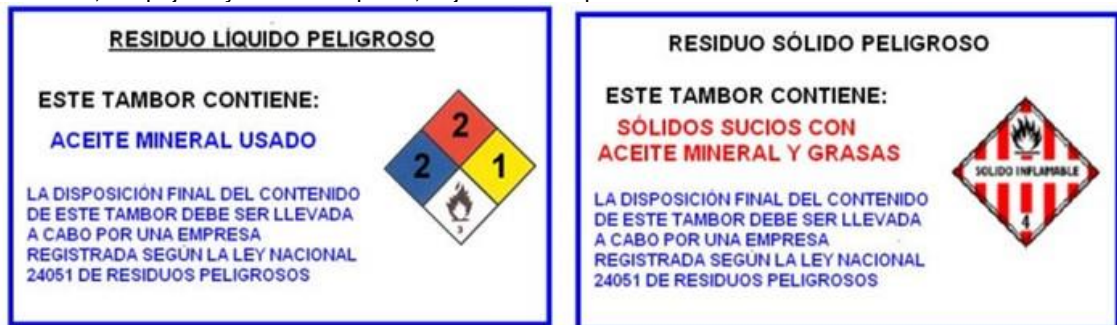 RESIDUO LÍQUIDO PELIGROSO
ESTE TAMBOR CONTIENE:
ACEITE MINERAL USADO
2
2
1
3
LA DISPOSICIÓN FINAL DEL CONTENIDO
DE ESTE TAMBOR DEBE SER LLEVADA
A CABO POR UNA EMPRESA
REGISTRADA SEGÚN LA LEY NACIONAL
24051 DE RESIDUOS PELIGROSOS
RESIDUO SÓLIDO PELIGROSO
ESTE TAMBOR CONTIENE:
SÓLIDOS SUCIOS CON
ACEITE MINERAL Y GRASAS
SOLIDO INFLAMABLE
4
LA DISPOSICIÓN FINAL DEL CONTENIDO
DE ESTE TAMBOR DEBE SER LLEVADA
A CABO POR UNA EMPRESA
REGISTRADA SEGÚN LA LEY NACIONAL
24051 DE RESIDUOS PELIGROSOS